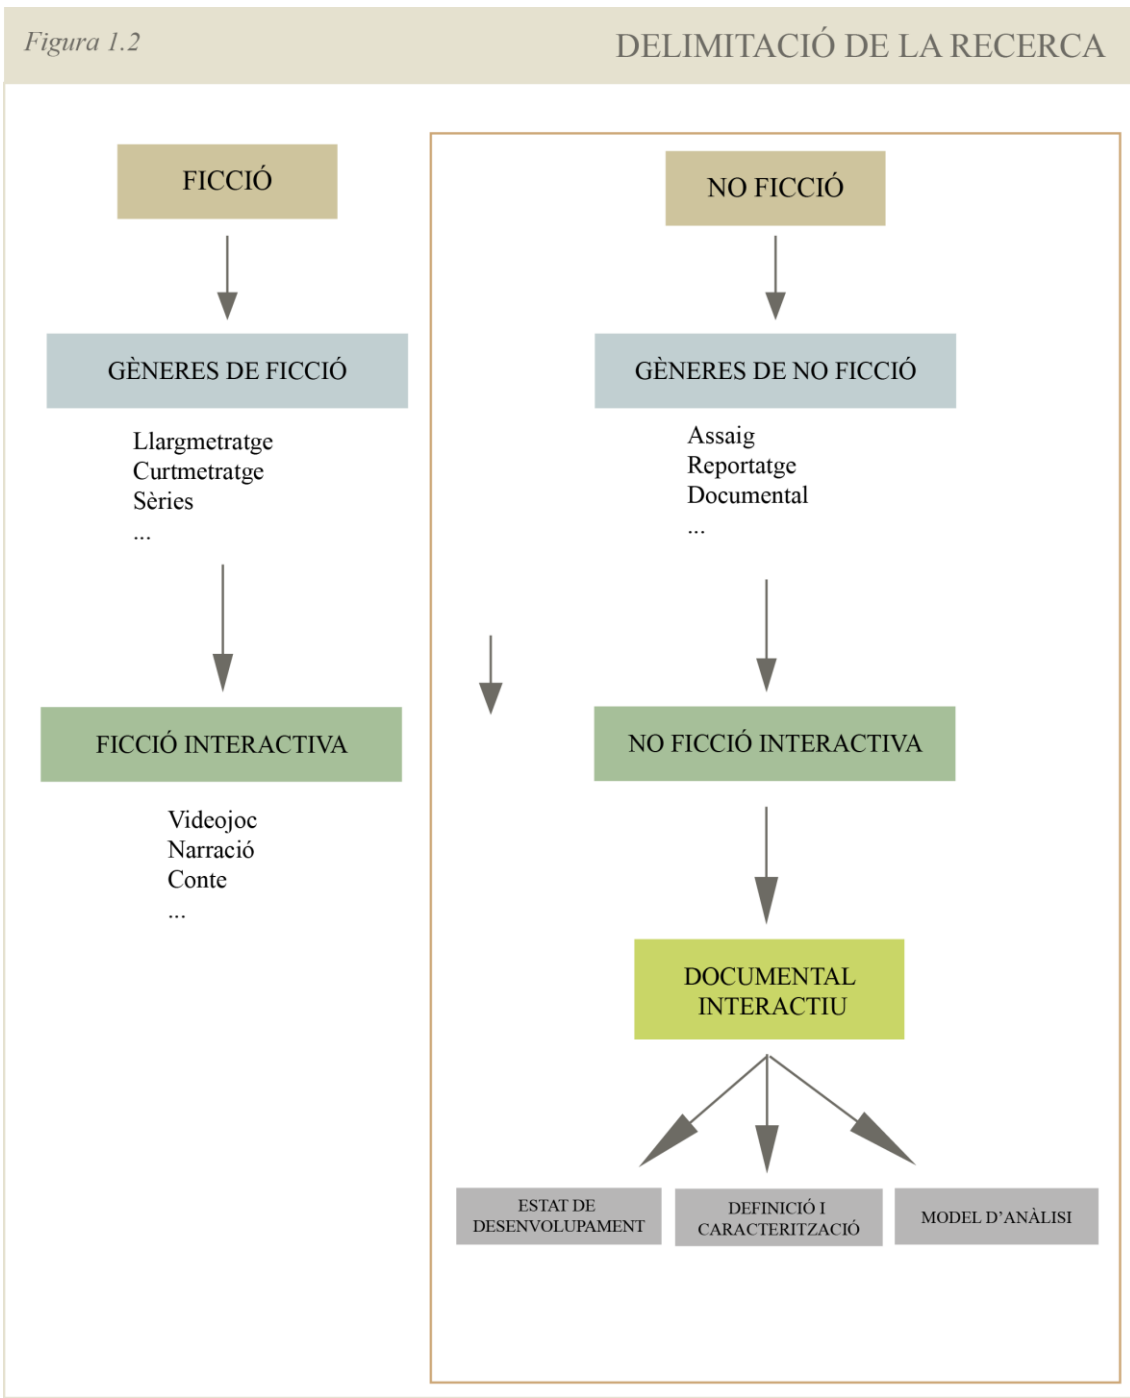 Figura 1.2
DELIMITACIÓ DE LA RECERCA
FICCIÓ
GÈNERES DE FICCIÓ
Llargmetratge
Curtmetratge
Sèries
...
FICCIÓ INTERACTIVA
Videojoc
Narració
Conte
...
NO FICCIÓ
GÈNERES DE NO FICCIÓ
Assaig
Reportatge
Documental
...
NO FICCIÓ INTERACTIVA
DOCUMENTAL
INTERACTIU
ESTAT DE
DESENVOLUPAMENT
DEFINICIÓ I
CARACTERITZACIÓ
MODEL D’ANÀLISI